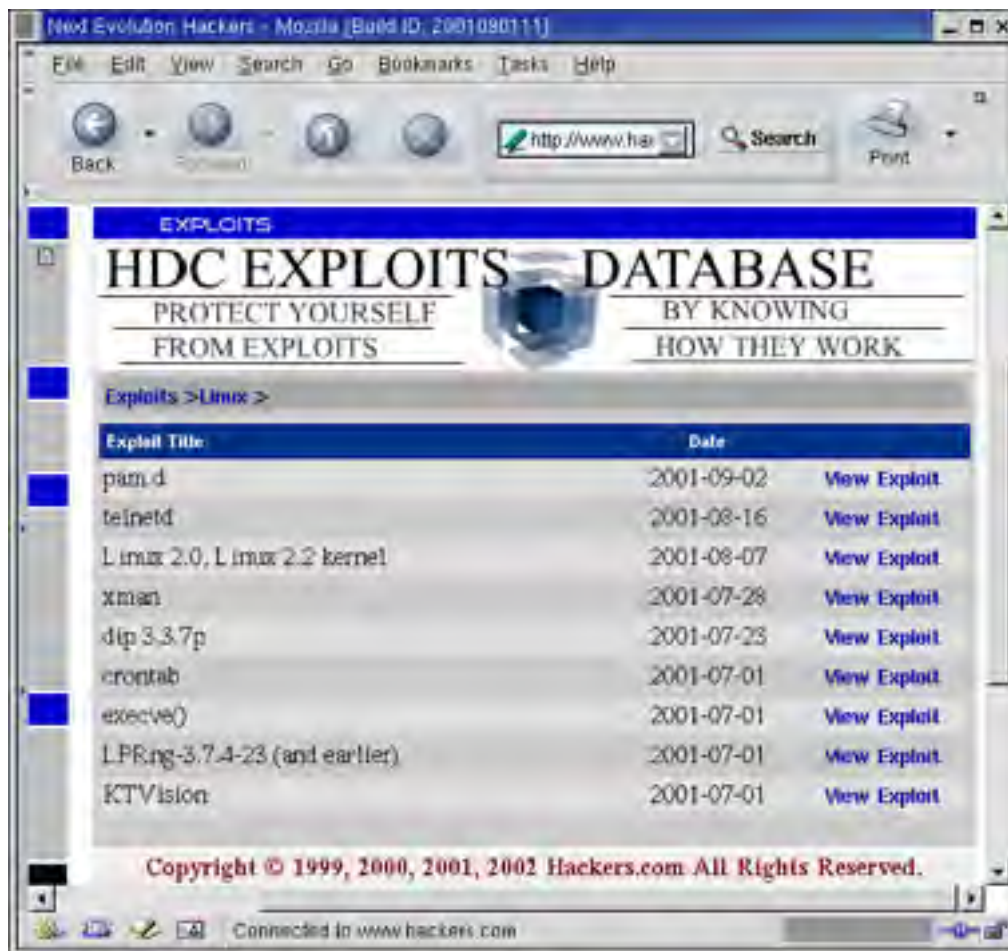 Next Evolution Hackers - Mozilla {Build ID: 2001090111}
File Edit View Search Go Bookmarks Tasks Help
http://www.hac Search
Back Forward Print
EXPLOITS
HDC EXPLOITS DATABASE
PROTECT YOURSELF BY KNOWING
FROM EXPLOITS HOW THEY WORK
Exploits >Linux >
Exploit Title Date
pam.d 2001-09-02 View Exploit
telnetd 2001-08-16 View Exploit
Linux 2.0, Linux 2.2 kernel 2001-08-07 View Exploit
xman 2001-07-28 View Exploit
dip 3.3.7p 2001-07-23 View Exploit
crontab 2001-07-01 View Exploit
execve() 2001-07-01 View Exploit
LPRng-3.7.4-23 (and earlier) 2001-07-01 View Exploit
KTVision 2001-07-01 View Exploit
Copyright © 1999, 2000, 2001, 2002 Hackers.com All Rights Reserved.
Connected to www.hackers.com